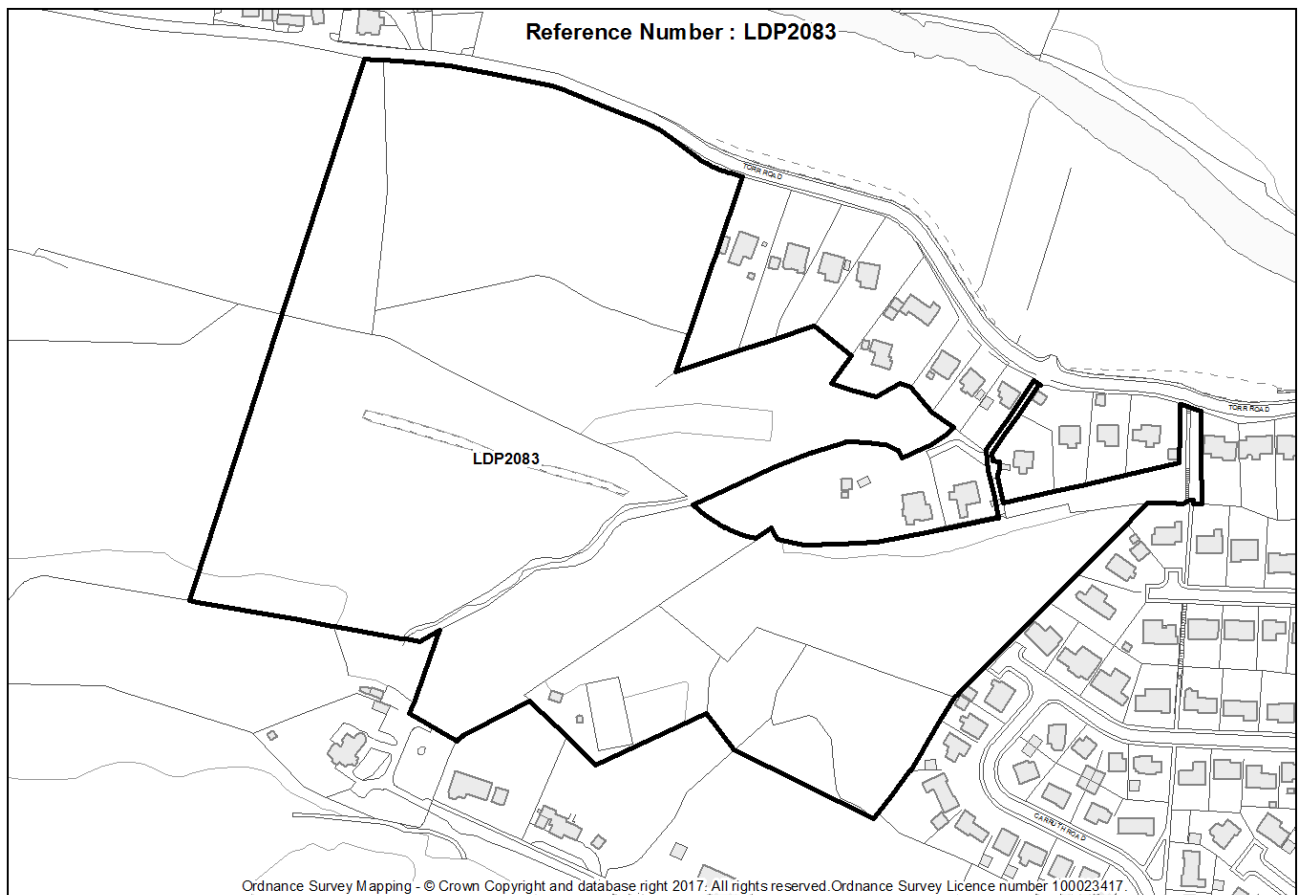 Reference Number : LDP2083
TORR ROAD
TORR ROAD
LDP2083
CARRUTH ROAD
Ordnance Survey Mapping - © Crown Copyright and database right 2017. All rights reserved. Ordnance Survey Licence number 100023417.